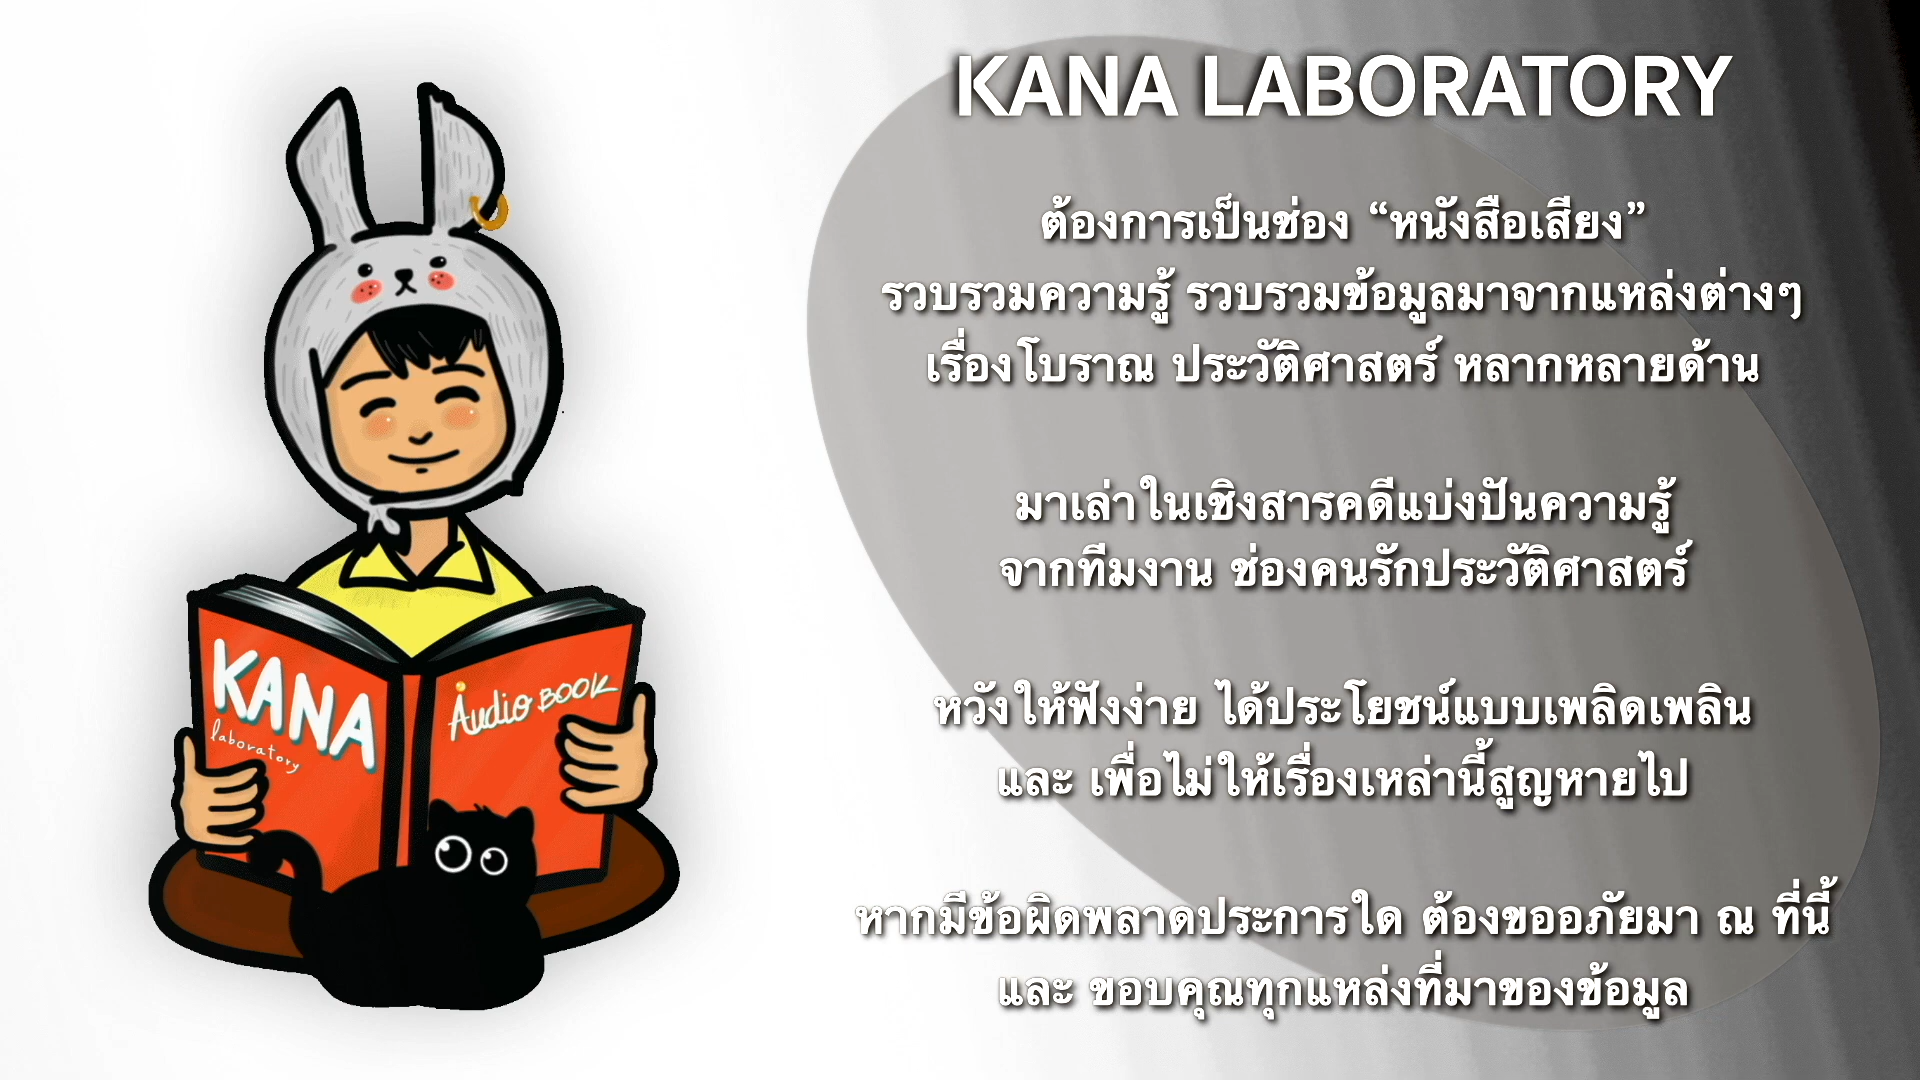 KANA LABORATORY
ต้องการเป็นช่อง “หนังสือเสียง”
รวบรวมความรู้ รวบรวมข้อมูลมาจากแหล่งต่างๆ
เรื่องโบราณ ประวัติศาสตร์ หลากหลายด้าน
มาเล่าในเชิงสารคดีแบ่งปันความรู้
จากทีมงาน ช่องคนรักประวัติศาสตร์
หวังให้ฟังง่าย ได้ประโยชน์แบบเพลิดเพลิน
และ เพื่อไม่ให้เรื่องเหล่านี้สูญหายไป
หากมีข้อผิดพลาดประการใด ต้องขออภัยมา ณ ที่นี้
และ ขอบคุณทุกแหล่งที่มาของข้อมูล
KANA
laboratory
Audio BOOK